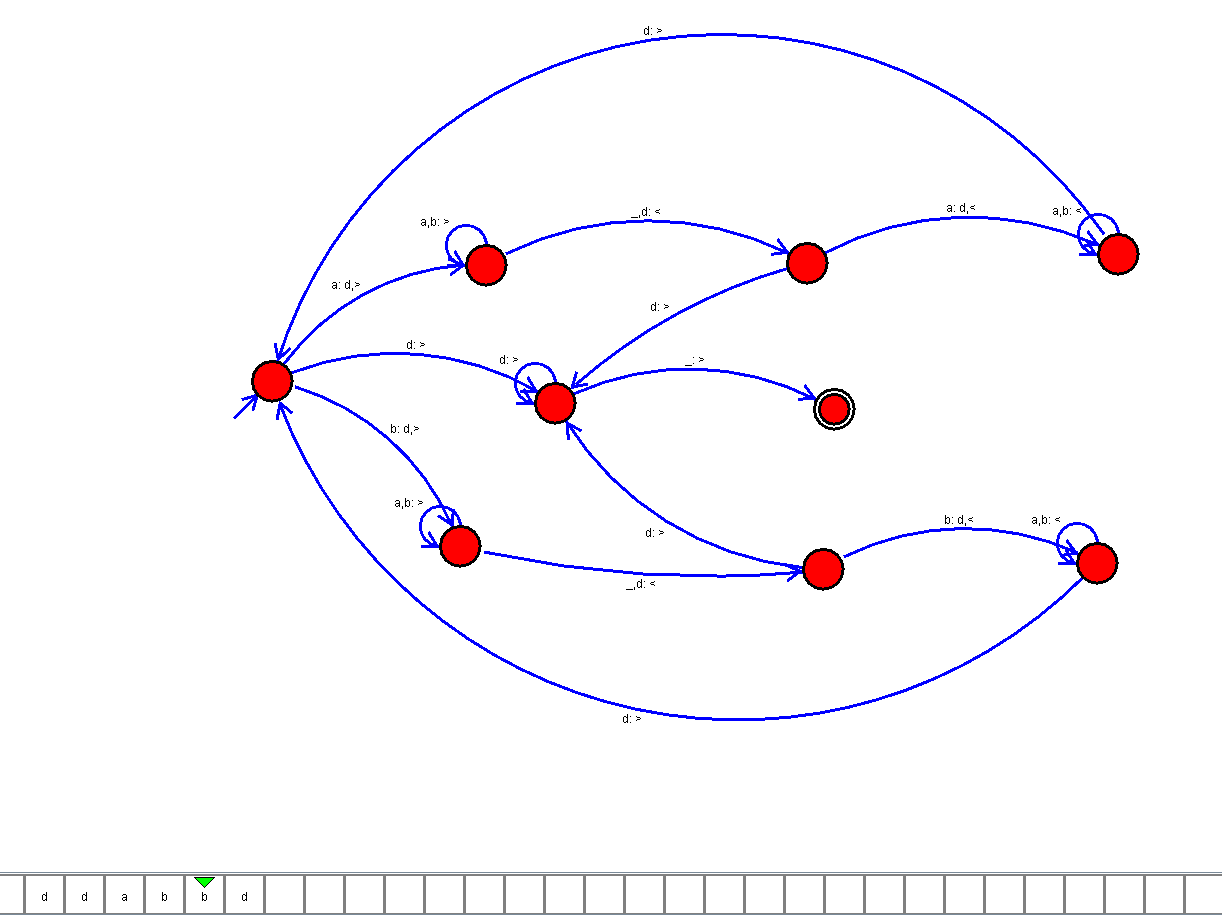 d: >
a,b: >
_,d: <
a: d,<
a,b: <
a: d,>
d: >
d: >
d: >
_: >
b: d,>
a,b: >
d: >
b: d,<
a,b: <
_,d: <
d: >
d d a b b d